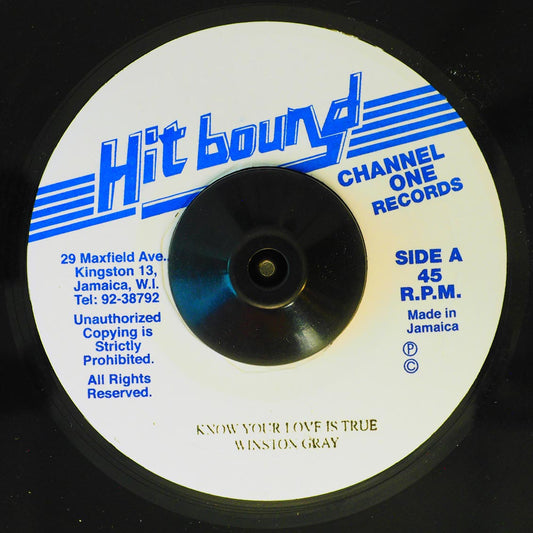 Hit bound
CHANNEL
ONE
RECORDS
29 Maxfield Ave..
Kingston 13,
Jamaica, W.I.
Tel: 92-38792
Unauthorized
Copying is
Strictly
Prohibited.
All Rights
Reserved.
SIDE A
45
R.P.M.
Made in
Jamaica
℗
©
KNOW YOUR LOVE IS TRUE
WINSTON GRAY